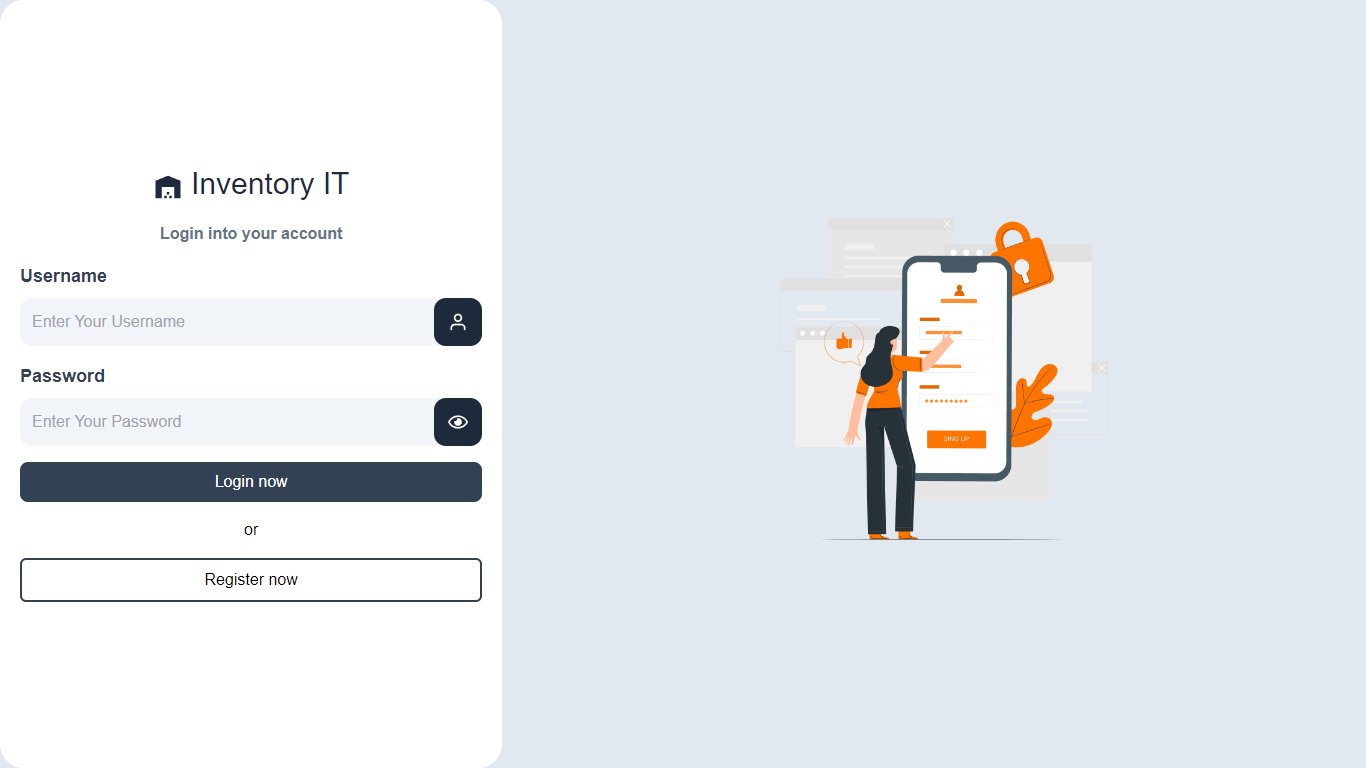 Inventory IT
Login into your account
Username
Enter Your Username
Password
Enter Your Password
Login now
or
Register now
SING UP